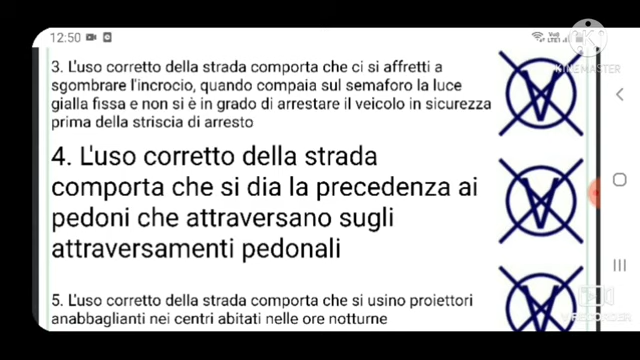 12:50
3. L'uso corretto della strada comporta che ci si affretti a
sgombrare l'incrocio, quando compaia sul semaforo la luce
gialla fissa e non si è in grado di arrestare il veicolo in sicurezza
prima della striscia di arresto
4. L'uso corretto della strada
comporta che si dia la precedenza ai
pedoni che attraversano sugli
attraversamenti pedonali
5. L'uso corretto della strada comporta che si usino proiettori
anabbaglianti nei centri abitati nelle ore notturne
V
V
V
KINEMASTER